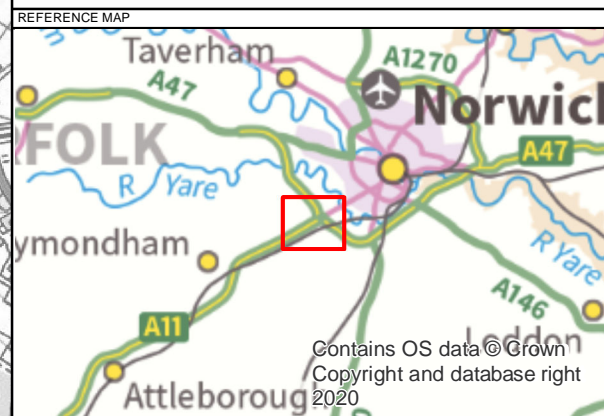 REFERENCE MAP
Taverham
A1270
A47
Norwich
FOLK
A47
R Yare
ymondham
R Yare
A146
A11
Loddon
Contains OS data © Crown
Copyright and database right
2020
Attleborough